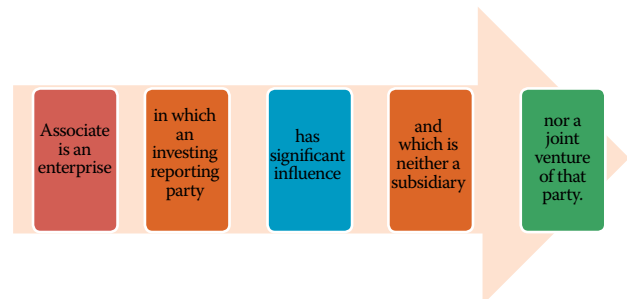 Associate
is an
enterprise
in which
an
investing
reporting
party
has
significant
influence
and
which is
neither a
subsidiary
nor a
joint
venture
of that
party.